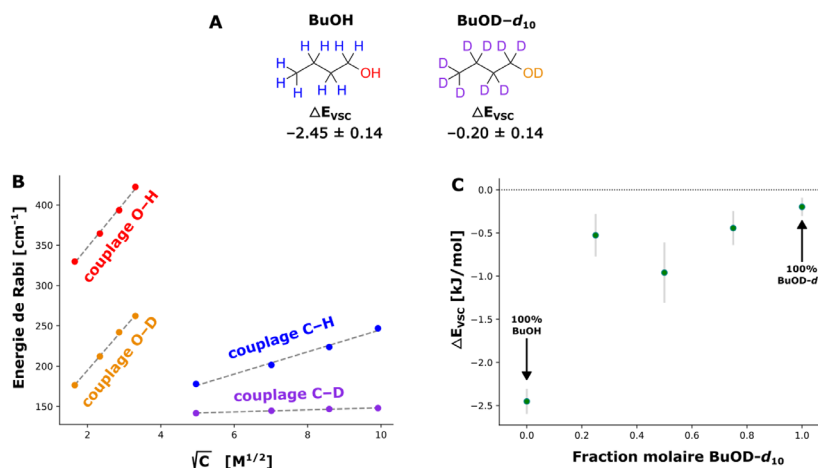 A
BuOH
BuOD–d₁₀
H H H H
H
H
H H H
OH
D D D D
D
D
D D D
OD
△E_VSC
△E_VSC
–2.45 ± 0.14
–0.20 ± 0.14
B
Energie de Rabi [cm⁻¹]
400
350
300
250
200
150
couplage O–H
couplage O–D
couplage C–H
couplage C–D
2 4 6 8 10
√C [M^{1/2}]
C
△E_VSC [kJ/mol]
0.0
−0.5
−1.0
−1.5
−2.0
−2.5
100%
BuOH
100%
BuOD-d
0.0 0.2 0.4 0.6 0.8 1.0
Fraction molaire BuOD-d₁₀